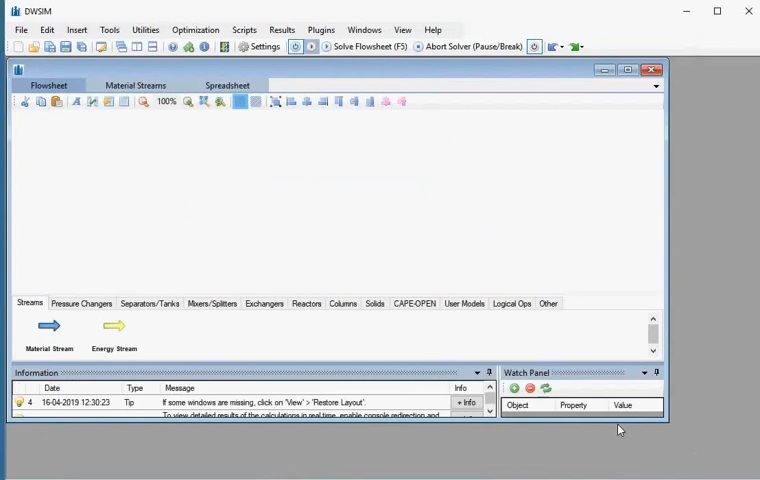 DWSIM
File Edit Insert Tools Utilities Optimization Scripts Results Plugins Windows View Help
Settings Solve Flowsheet (F5) Abort Solver (Pause/Break)
Flowsheet Material Streams Spreadsheet
100%
Streams Pressure Changers Separators/Tanks Mixers/Splitters Exchangers Reactors Columns Solids CAPE-OPEN User Models Logical Ops Other
Material Stream Energy Stream
Information Watch Panel
Date Type Message Info
Object Property Value
4 16-04-2019 12:30:23 Tip If some windows are missing, click on 'View' > 'Restore Layout'. + Info
To view detailed results of the calculations in real time, enable console redirection and